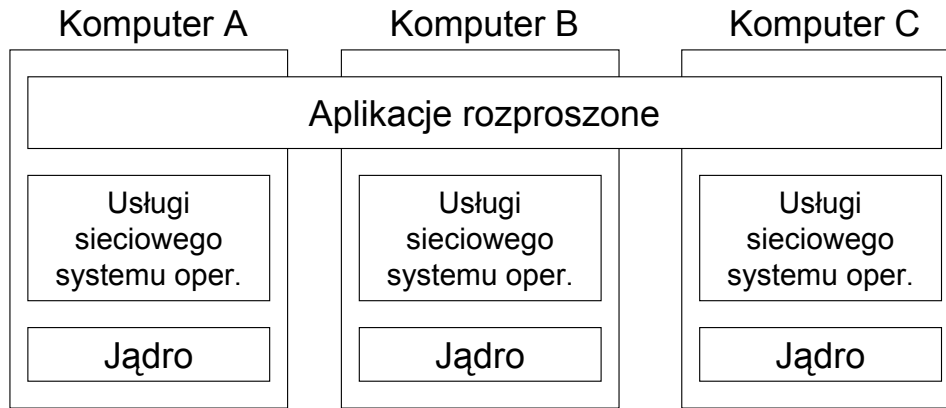 Komputer A
Komputer B
Komputer C
Aplikacje rozproszone
Usługi
sieciowego
systemu oper.
Usługi
sieciowego
systemu oper.
Usługi
sieciowego
systemu oper.
Jądro
Jądro
Jądro